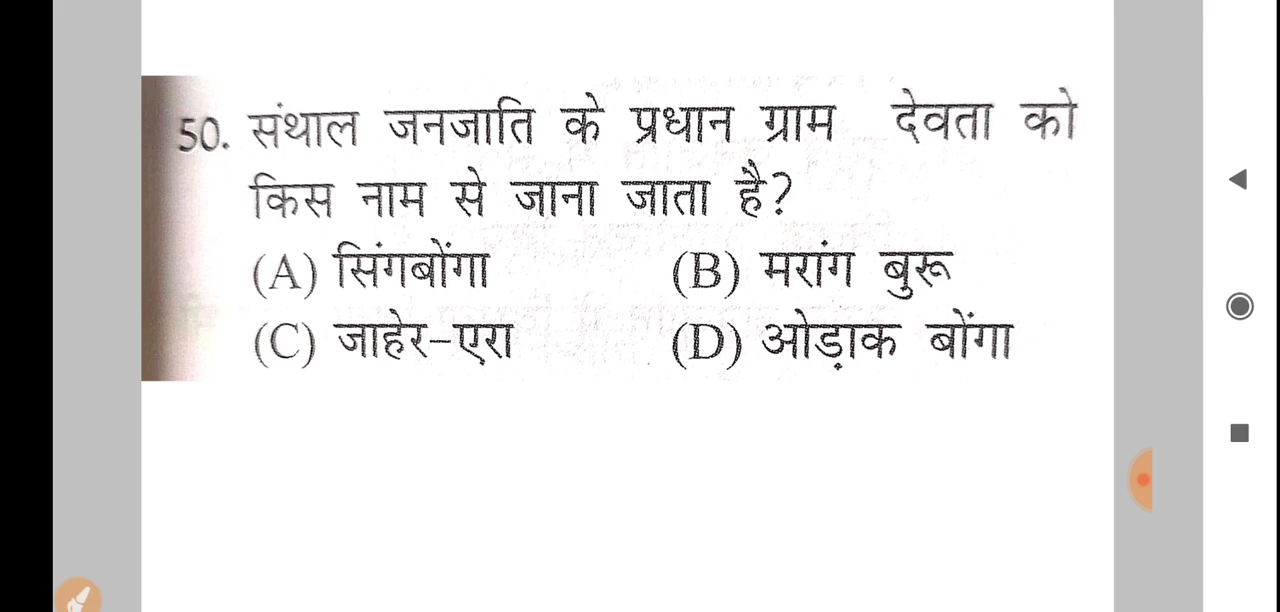 50. संथाल जनजाति के प्रधान ग्राम देवता को
किस नाम से जाना जाता है?
(A) सिंगबोंगा (B) मरांग बुरू
(C) जाहेर-एरा (D) ओड़ाक बोंगा